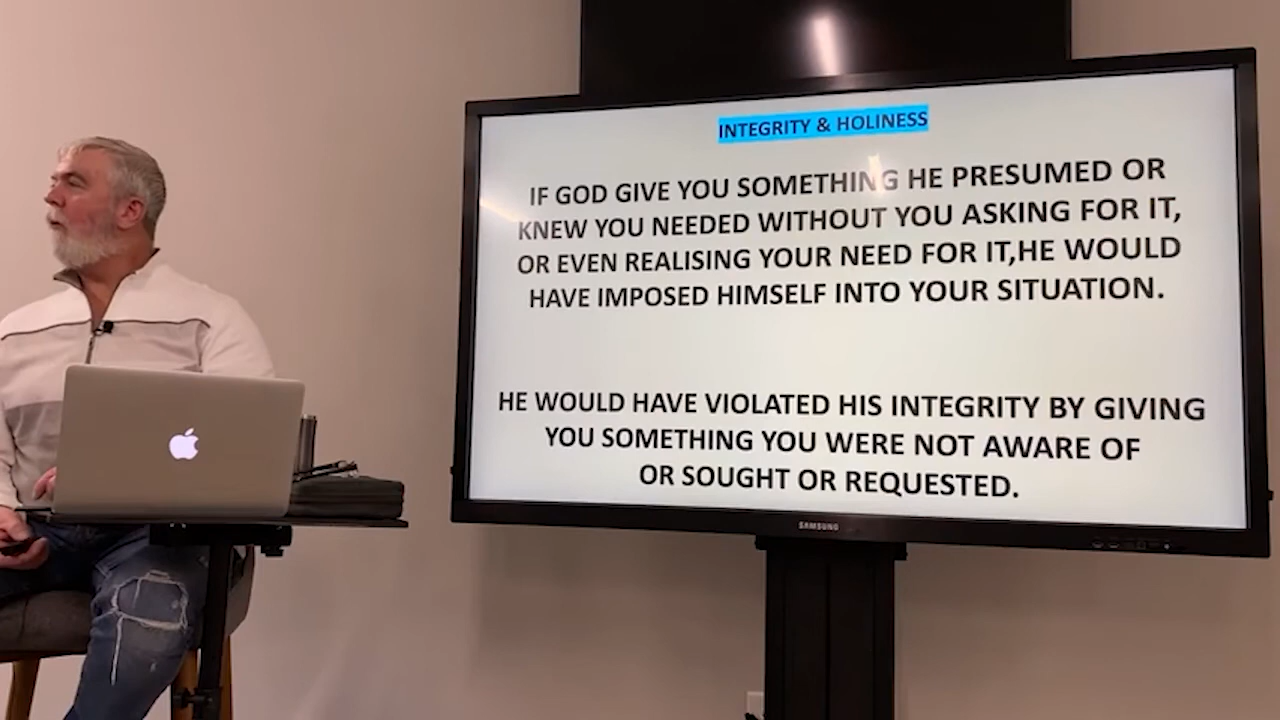 INTEGRITY & HOLINESS
IF GOD GIVE YOU SOMETHING HE PRESUMED OR
KNEW YOU NEEDED WITHOUT YOU ASKING FOR IT,
OR EVEN REALISING YOUR NEED FOR IT,HE WOULD
HAVE IMPOSED HIMSELF INTO YOUR SITUATION.
HE WOULD HAVE VIOLATED HIS INTEGRITY BY GIVING
YOU SOMETHING YOU WERE NOT AWARE OF
OR SOUGHT OR REQUESTED.
SAMSUNG